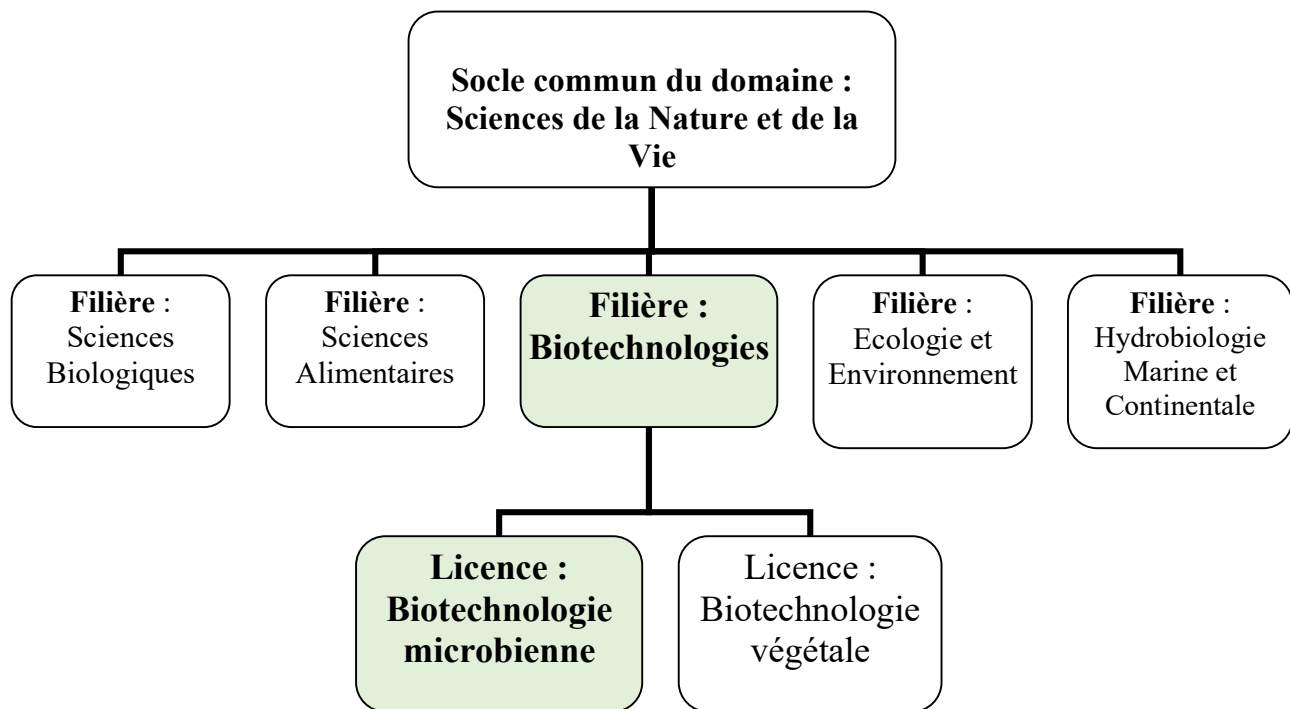 Socle commun du domaine :
Sciences de la Nature et de la
Vie
Filière :
Sciences
Biologiques
Filière :
Sciences
Alimentaires
Filière :
Biotechnologies
Filière :
Ecologie et
Environnement
Filière :
Hydrobiologie
Marine et
Continentale
Licence :
Biotechnologie
microbienne
Licence :
Biotechnologie
végétale